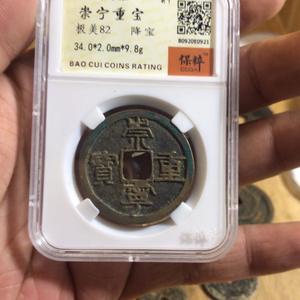 崇宁重宝
极美82 降宝
34.0*2.0mm*9.8g
BAO CUI COINS RATING
8092080921
保粹
崇
寶 重
寧